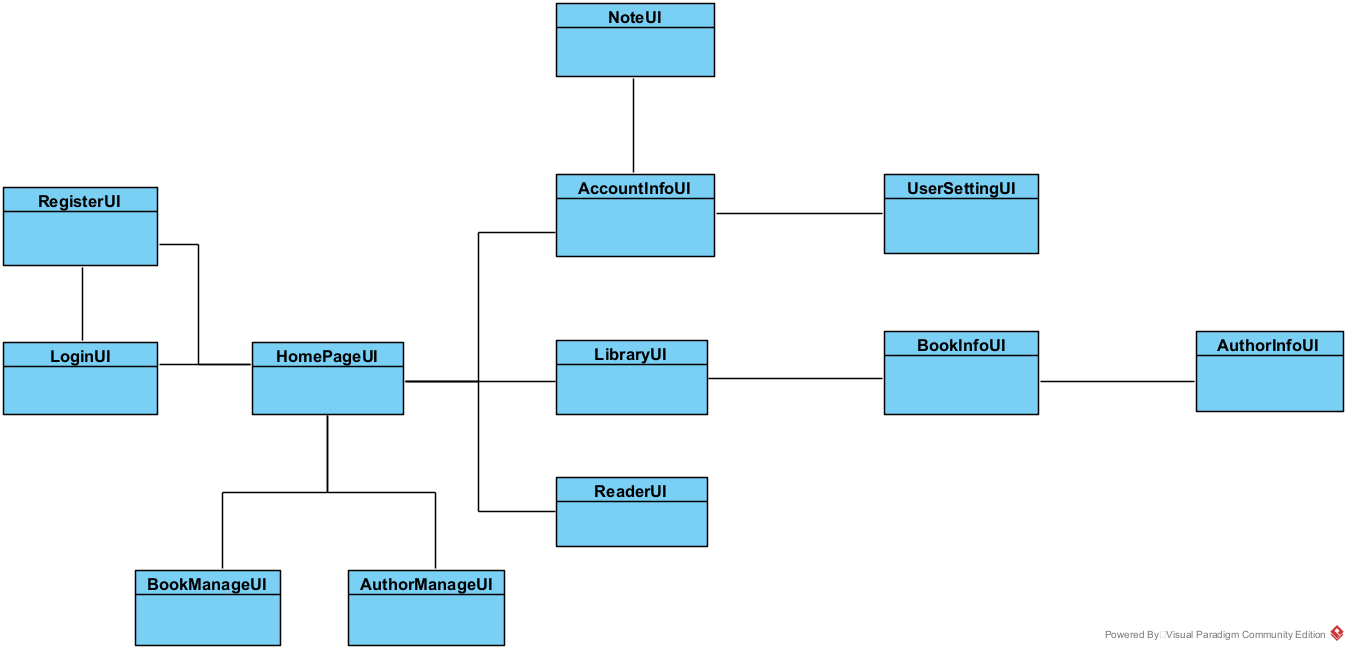 NoteUI
AccountInfoUI
UserSettingUI
RegisterUI
LoginUI
HomePageUI
LibraryUI
BookInfoUI
AuthorInfoUI
ReaderUI
BookManageUI
AuthorManageUI
Powered By□Visual Paradigm Community Edition